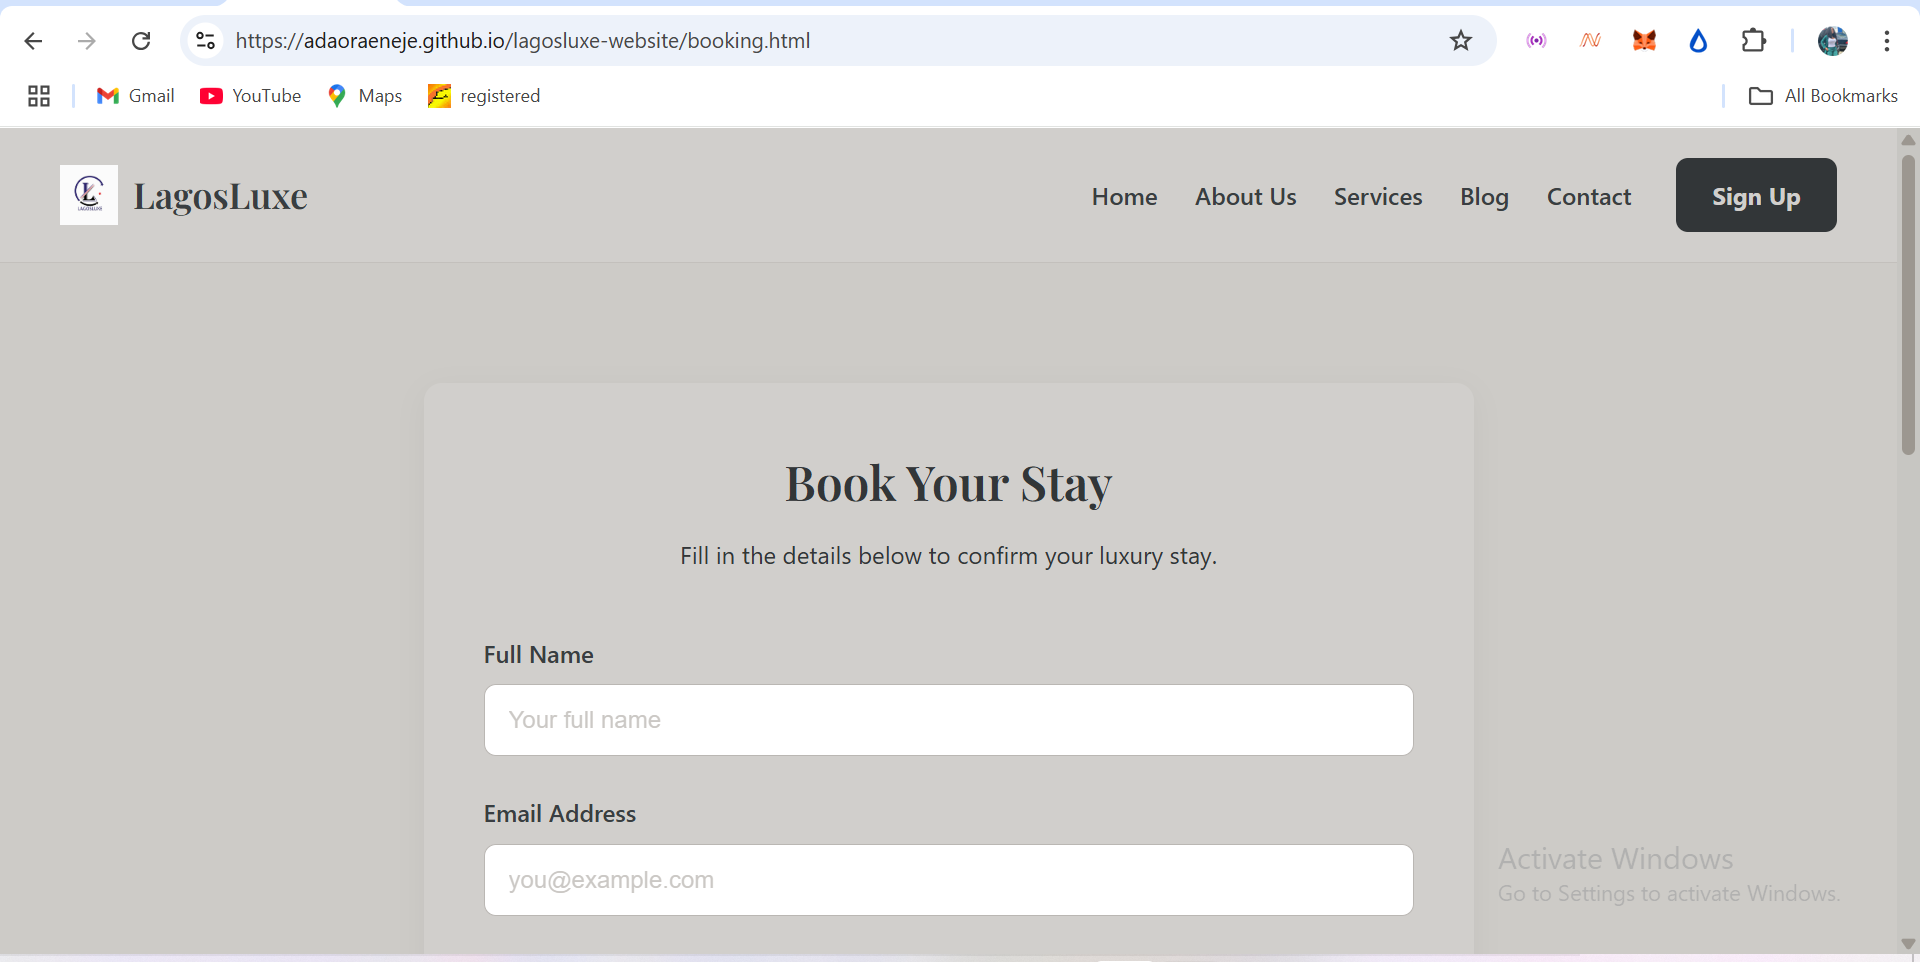 https://adaoraeneje.github.io/lagosluxe-website/booking.html
Gmail YouTube Maps registered All Bookmarks
L LAGOSLUXE LagosLuxe Home About Us Services Blog Contact Sign Up
Book Your Stay
Fill in the details below to confirm your luxury stay.
Full Name
Your full name
Email Address
you@example.com
Activate Windows
Go to Settings to activate Windows.